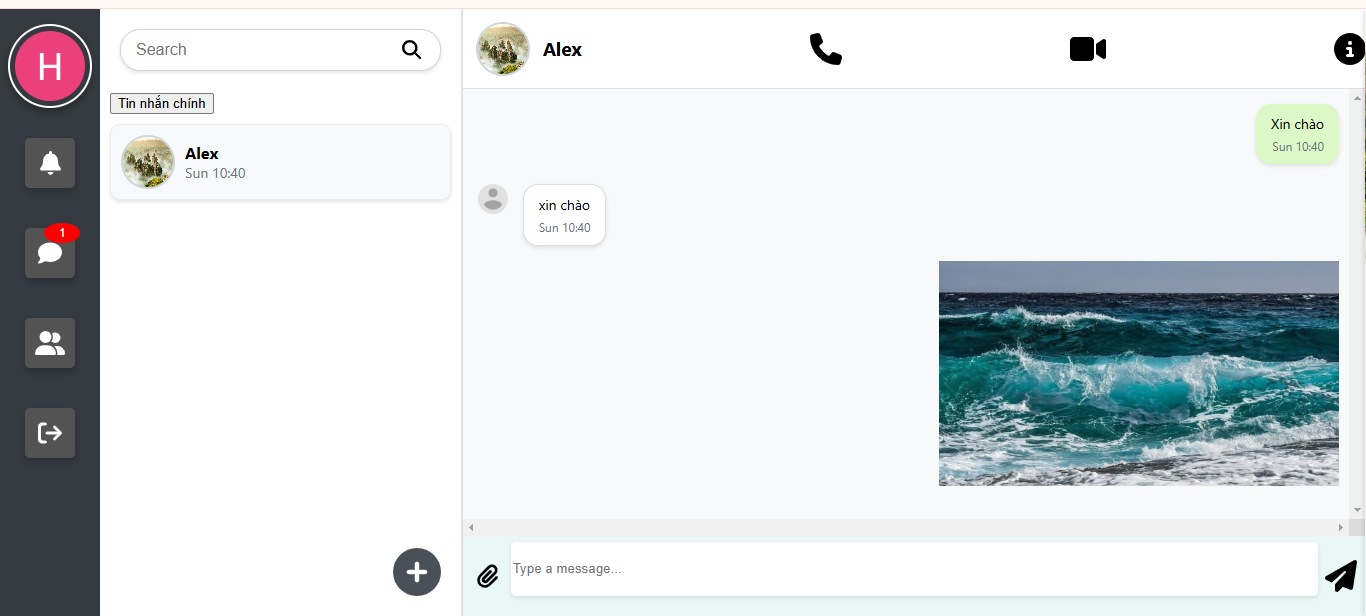 H
Search
Tin nhắn chính
Alex
Sun 10:40
1
Alex
Xin chào
Sun 10:40
xin chào
Sun 10:40
Type a message...